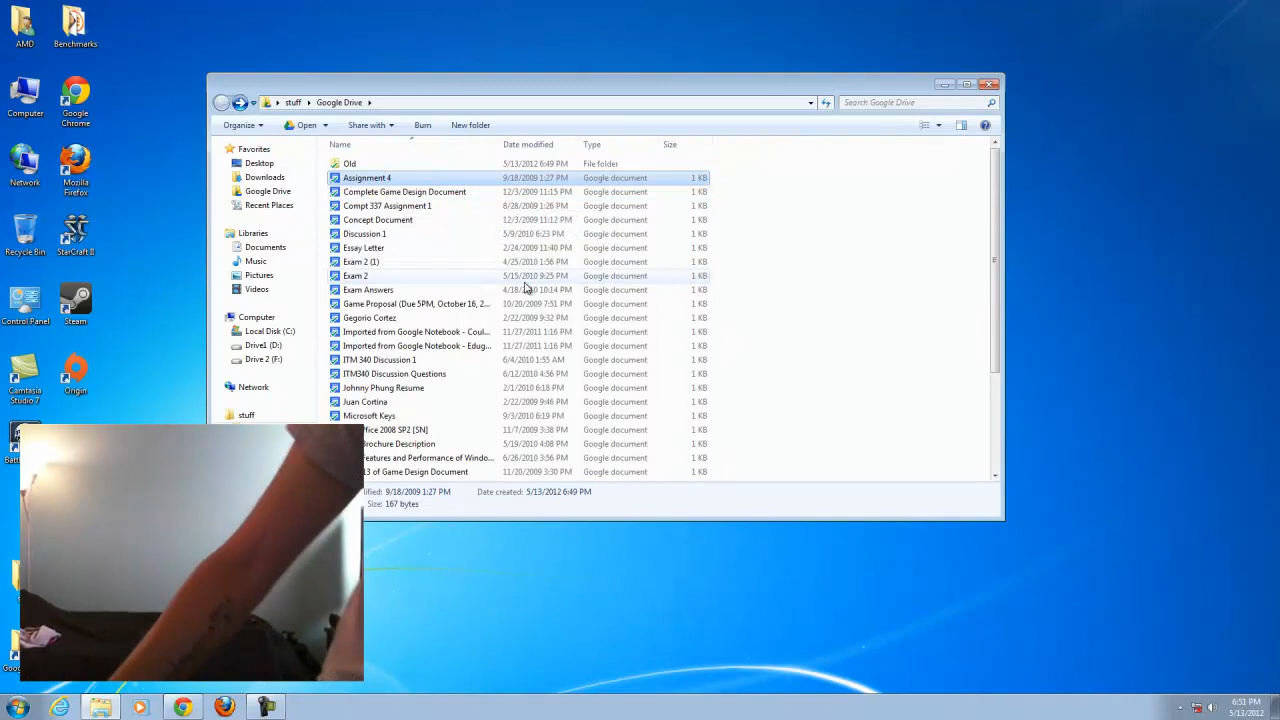 AMD
Benchmarks
Computer
Google Chrome
Network
Mozilla Firefox
Recycle Bin
StarCraft II
Control Panel
Steam
Camtasia Studio 7
Origin
stuff
Google Drive
Search Google Drive
Organize
Open
Share with
Burn
New folder
Favorites
Desktop
Downloads
Google Drive
Recent Places
Libraries
Documents
Music
Pictures
Videos
Computer
Local Disk (C:)
Drive1 (D:)
Drive 2 (F:)
Network
stuff
Name Date modified Type Size
Old 5/13/2012 6:49 PM File folder
Assignment 4 9/18/2009 1:27 PM Google document 1 KB
Complete Game Design Document 12/3/2009 11:15 PM Google document 1 KB
Compt 337 Assignment 1 8/28/2009 1:26 PM Google document 1 KB
Concept Document 12/3/2009 11:12 PM Google document 1 KB
Discussion 1 5/9/2010 6:23 PM Google document 1 KB
Essay Letter 2/24/2009 11:40 PM Google document 1 KB
Exam 2 (1) 4/25/2010 1:56 PM Google document 1 KB
Exam 2 5/15/2010 9:25 PM Google document 1 KB
Exam Answers 4/18/2010 10:14 PM Google document 1 KB
Game Proposal (Due 5PM, October 16, 2... 10/20/2009 7:51 PM Google document 1 KB
Gegorio Cortez 2/22/2009 9:32 PM Google document 1 KB
Imported from Google Notebook - Coul... 11/27/2011 1:16 PM Google document 1 KB
Imported from Google Notebook - Edug... 11/27/2011 1:16 PM Google document 1 KB
ITM 340 Discussion 1 6/4/2010 1:55 AM Google document 1 KB
ITM340 Discussion Questions 6/12/2010 4:56 PM Google document 1 KB
Johnny Phung Resume 2/1/2010 6:18 PM Google document 1 KB
Juan Cortina 2/22/2009 9:32 PM Google document 1 KB
Microsoft Keys 9/3/2010 6:19 PM Google document 1 KB
2008 SP2 [SN] 11/7/2009 3:38 PM Google document 1 KB
Brochure Description 5/19/2010 4:08 PM Google document 1 KB
Features and Performance of Windo... 6/26/2010 3:56 PM Google document 1 KB
13 of Game Design Document 11/20/2009 3:30 PM Google document 1 KB
9/18/2009 1:27 PM Date created: 5/13/2012 6:49 PM
Size: 167 bytes
6:51 PM
5/13/2012